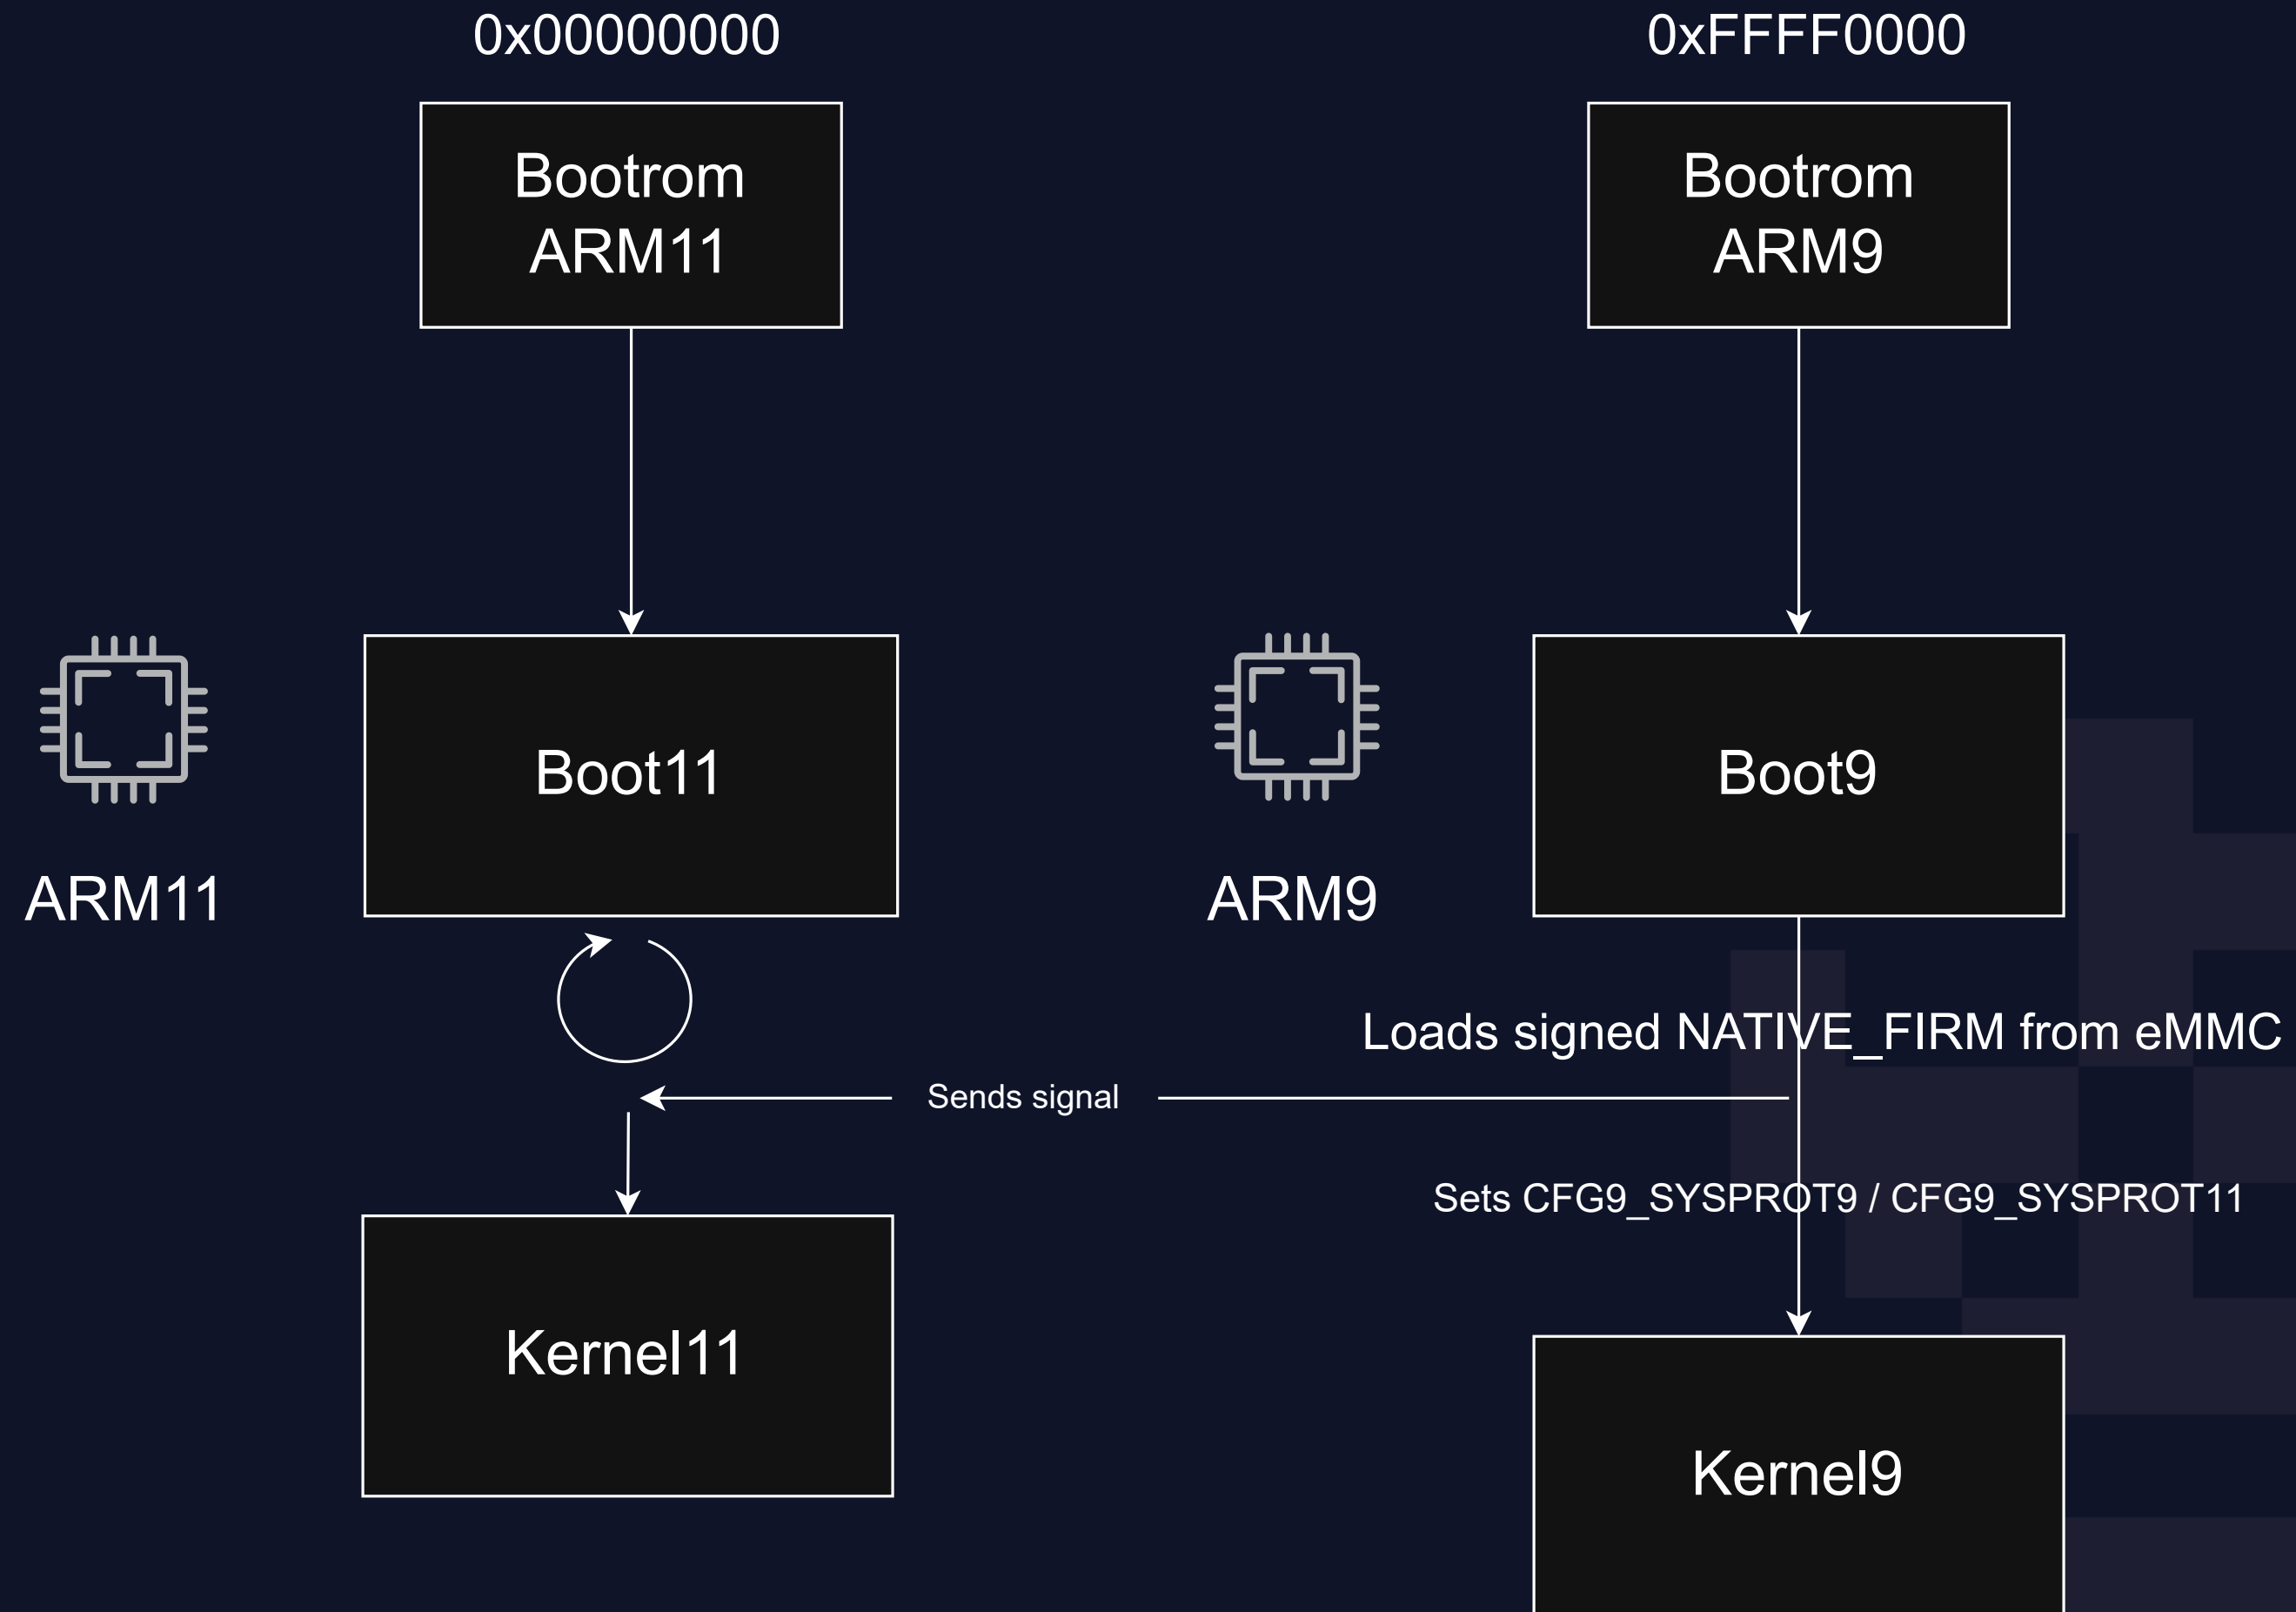 0x00000000
0xFFFF0000
Bootrom
ARM11
Bootrom
ARM9
Boot11
Boot9
ARM11
ARM9
Loads signed NATIVE_FIRM from eMMC
Sends signal
Sets CFG9_SYSPROT9 / CFG9_SYSPROT11
Kernel11
Kernel9